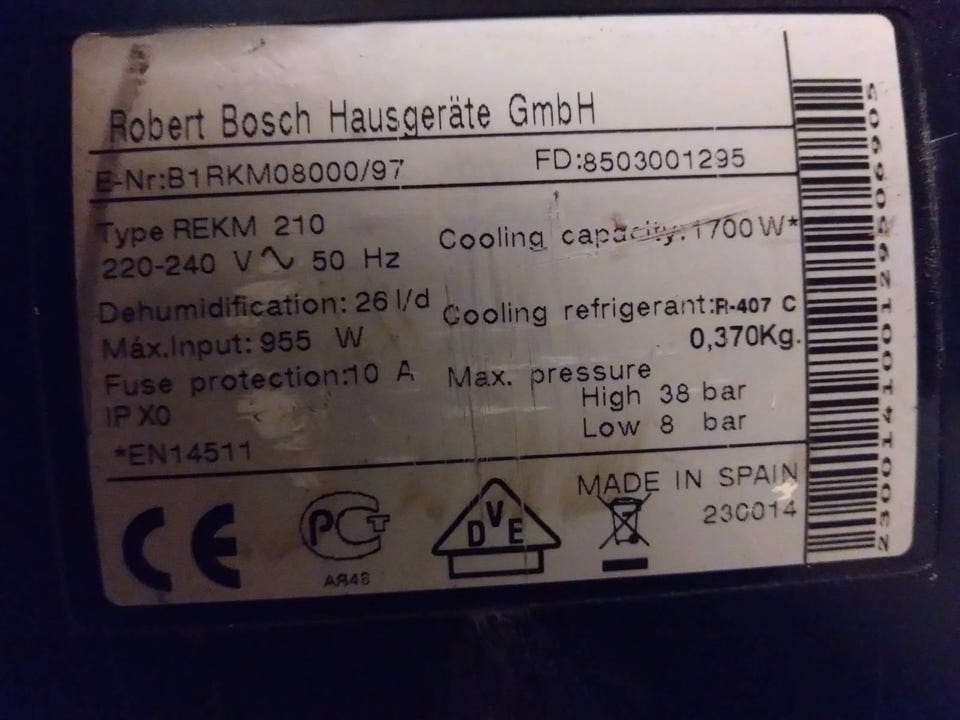 Robert Bosch Hausgeräte GmbH
E-Nr:B1RKM08000/97 FD:8503001295
Type REKM 210
220-240 V ∿ 50 Hz
Cooling capacity:1700W*
Dehumidification: 26 l/d
Cooling refrigerant:R-407 C
0,370Kg.
Máx.Input: 955 W
Fuse protection:10 A
Max. pressure
High 38 bar
Low 8 bar
IP X0
*EN14511
MADE IN SPAIN
230014
CE
PCT
AR46
DVE